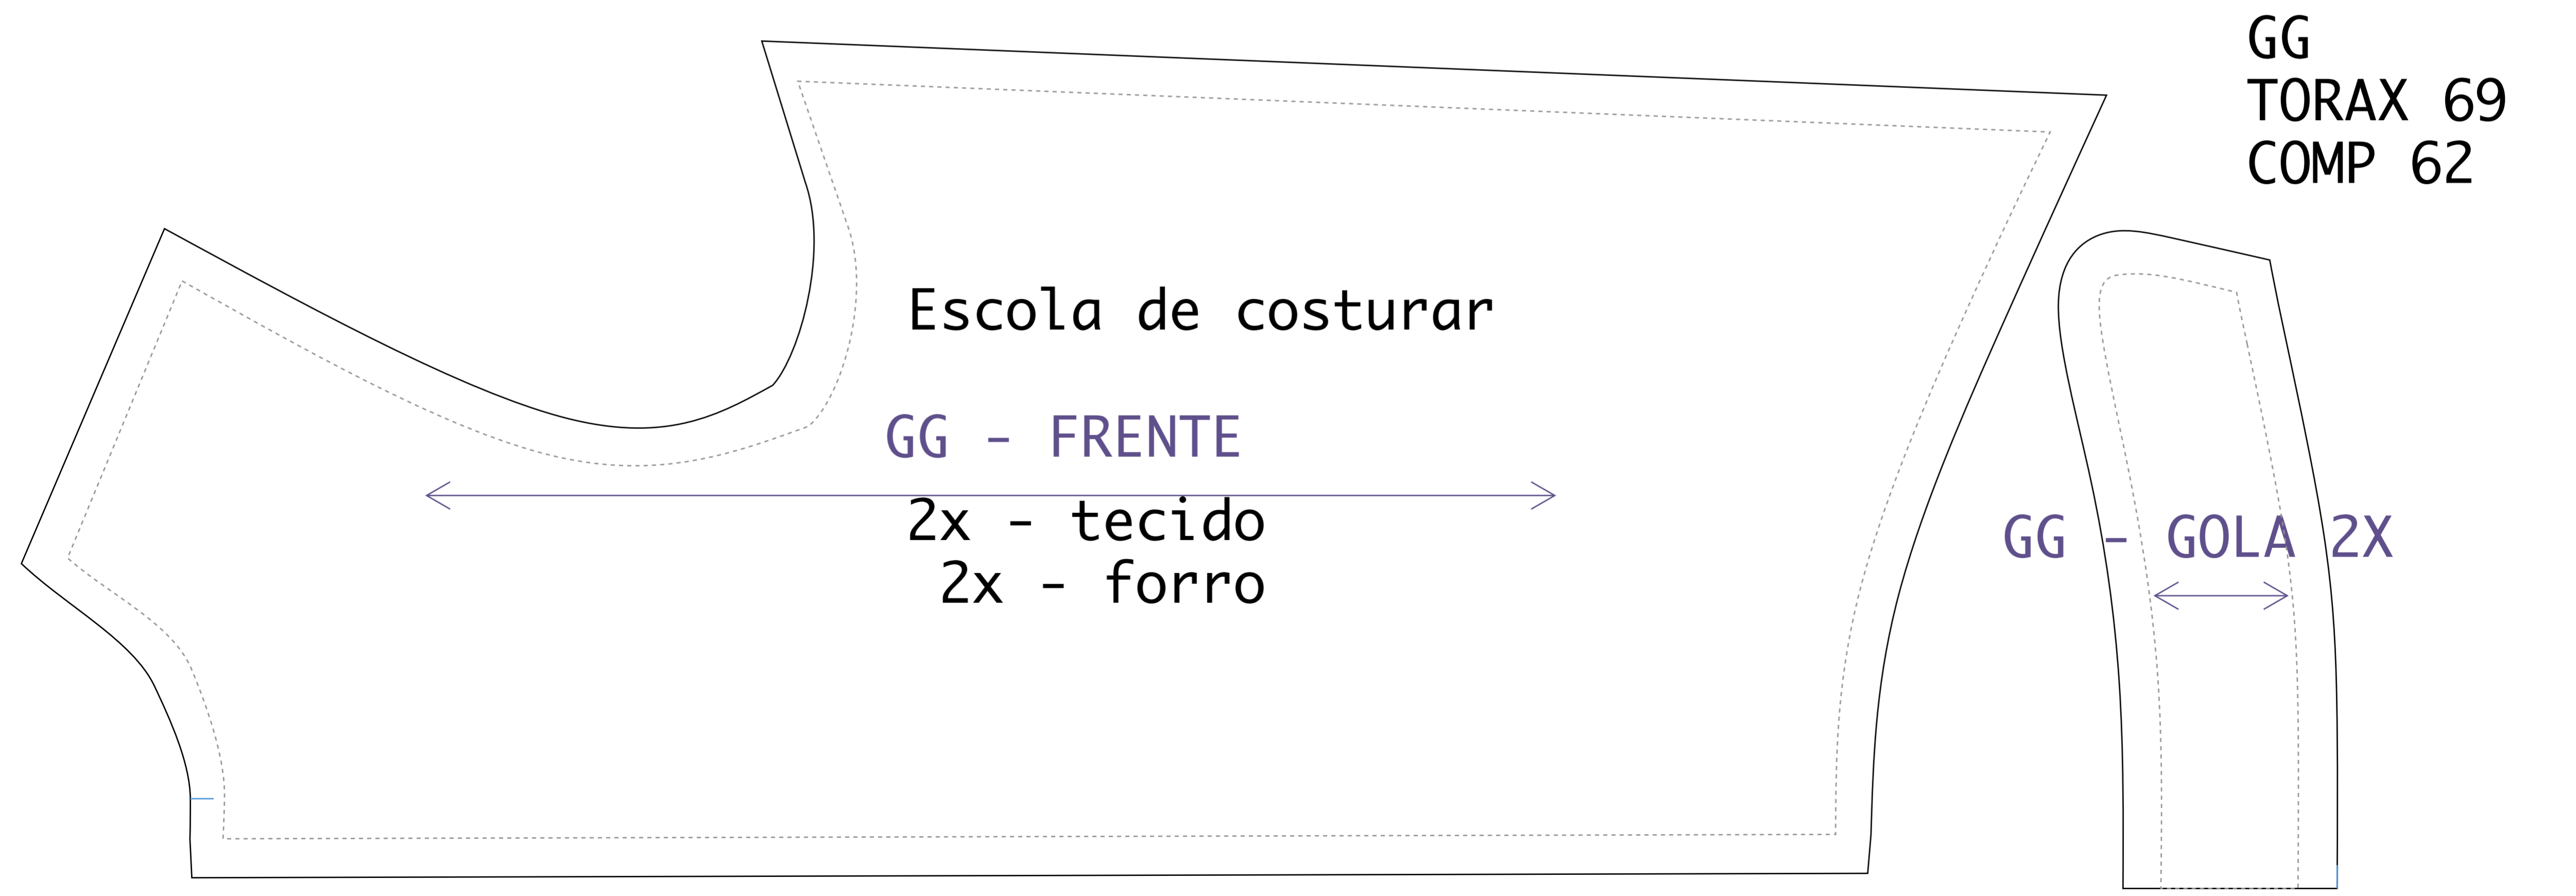 GG
TORAX 69
COMP 62
Escola de costurar
GG - FRENTE
2x - tecido
2x - forro
GG - GOLA 2X